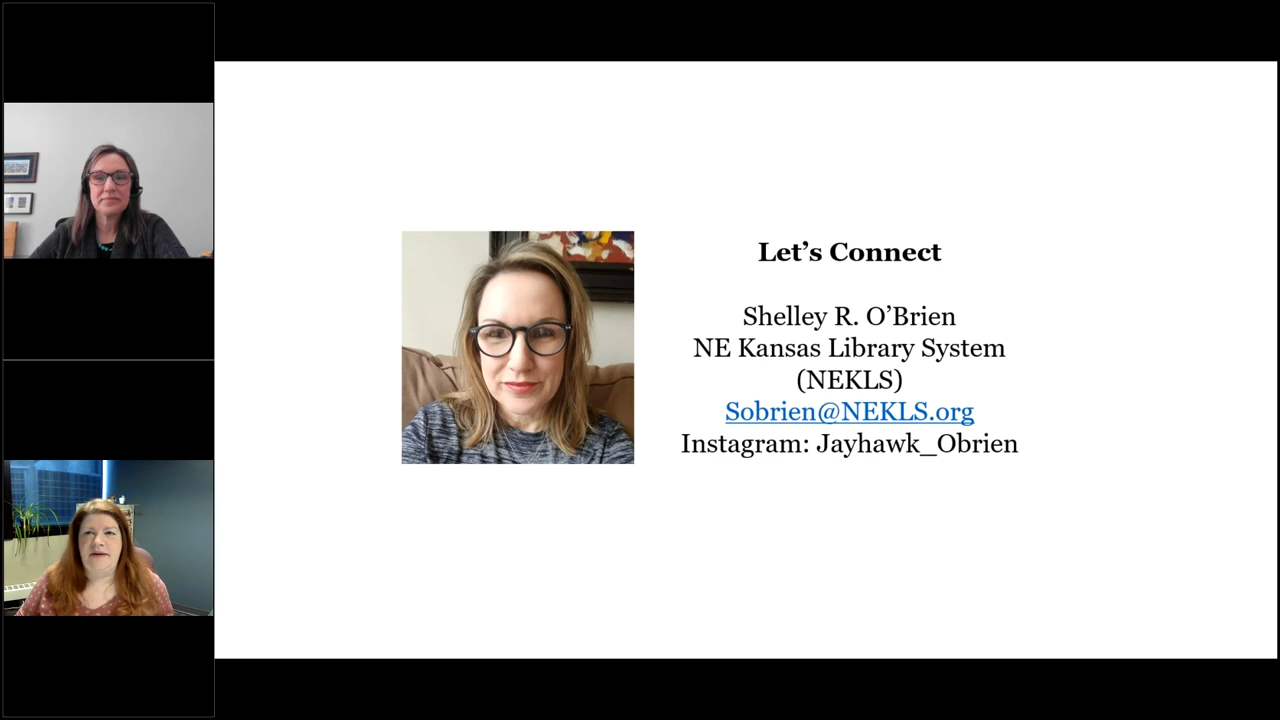 Let’s Connect
Shelley R. O’Brien
NE Kansas Library System
(NEKLS)
Sobrien@NEKLS.org
Instagram: Jayhawk_Obrien